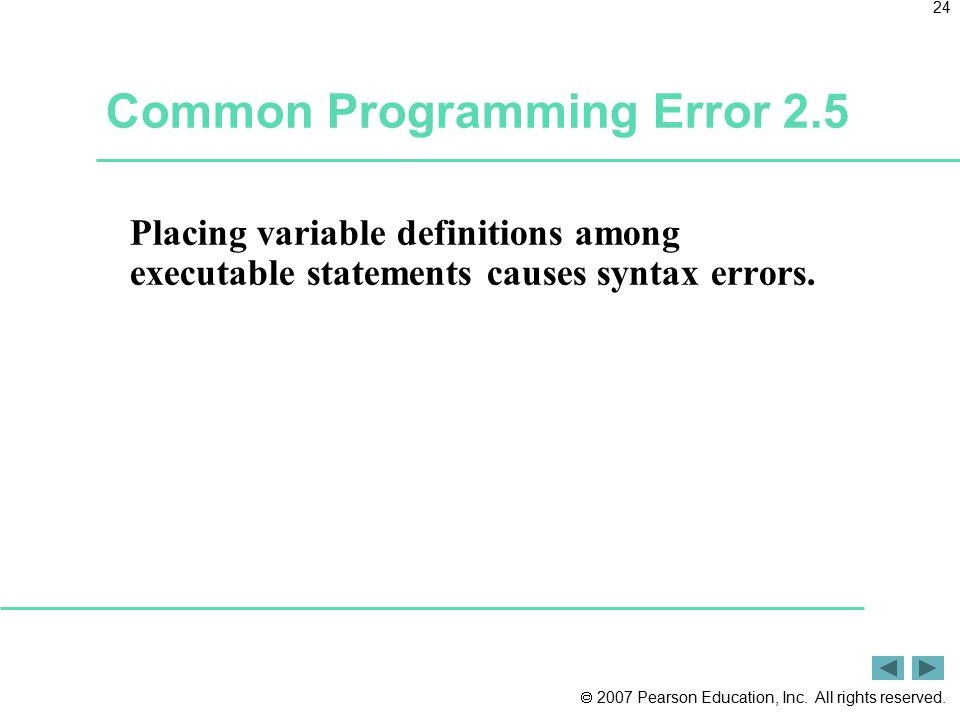 24
Common Programming Error 2.5
Placing variable definitions among
executable statements causes syntax errors.
© 2007 Pearson Education, Inc. All rights reserved.